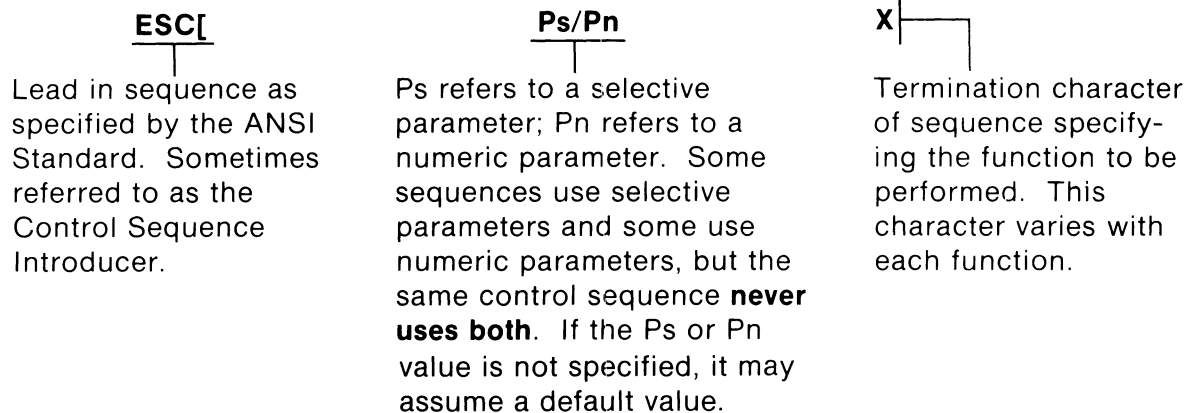 ESC[
Lead in sequence as
specified by the ANSI
Standard. Sometimes
referred to as the
Control Sequence
Introducer.
Ps/Pn
Ps refers to a selective
parameter; Pn refers to a
numeric parameter. Some
sequences use selective
parameters and some use
numeric parameters, but the
same control sequence never
uses both. If the Ps or Pn
value is not specified, it may
assume a default value.
X
Termination character
of sequence specify-
ing the function to be
performed. This
character varies with
each function.